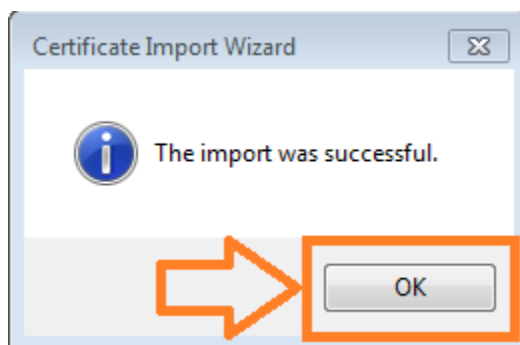 Certificate Import Wizard
The import was successful.
OK